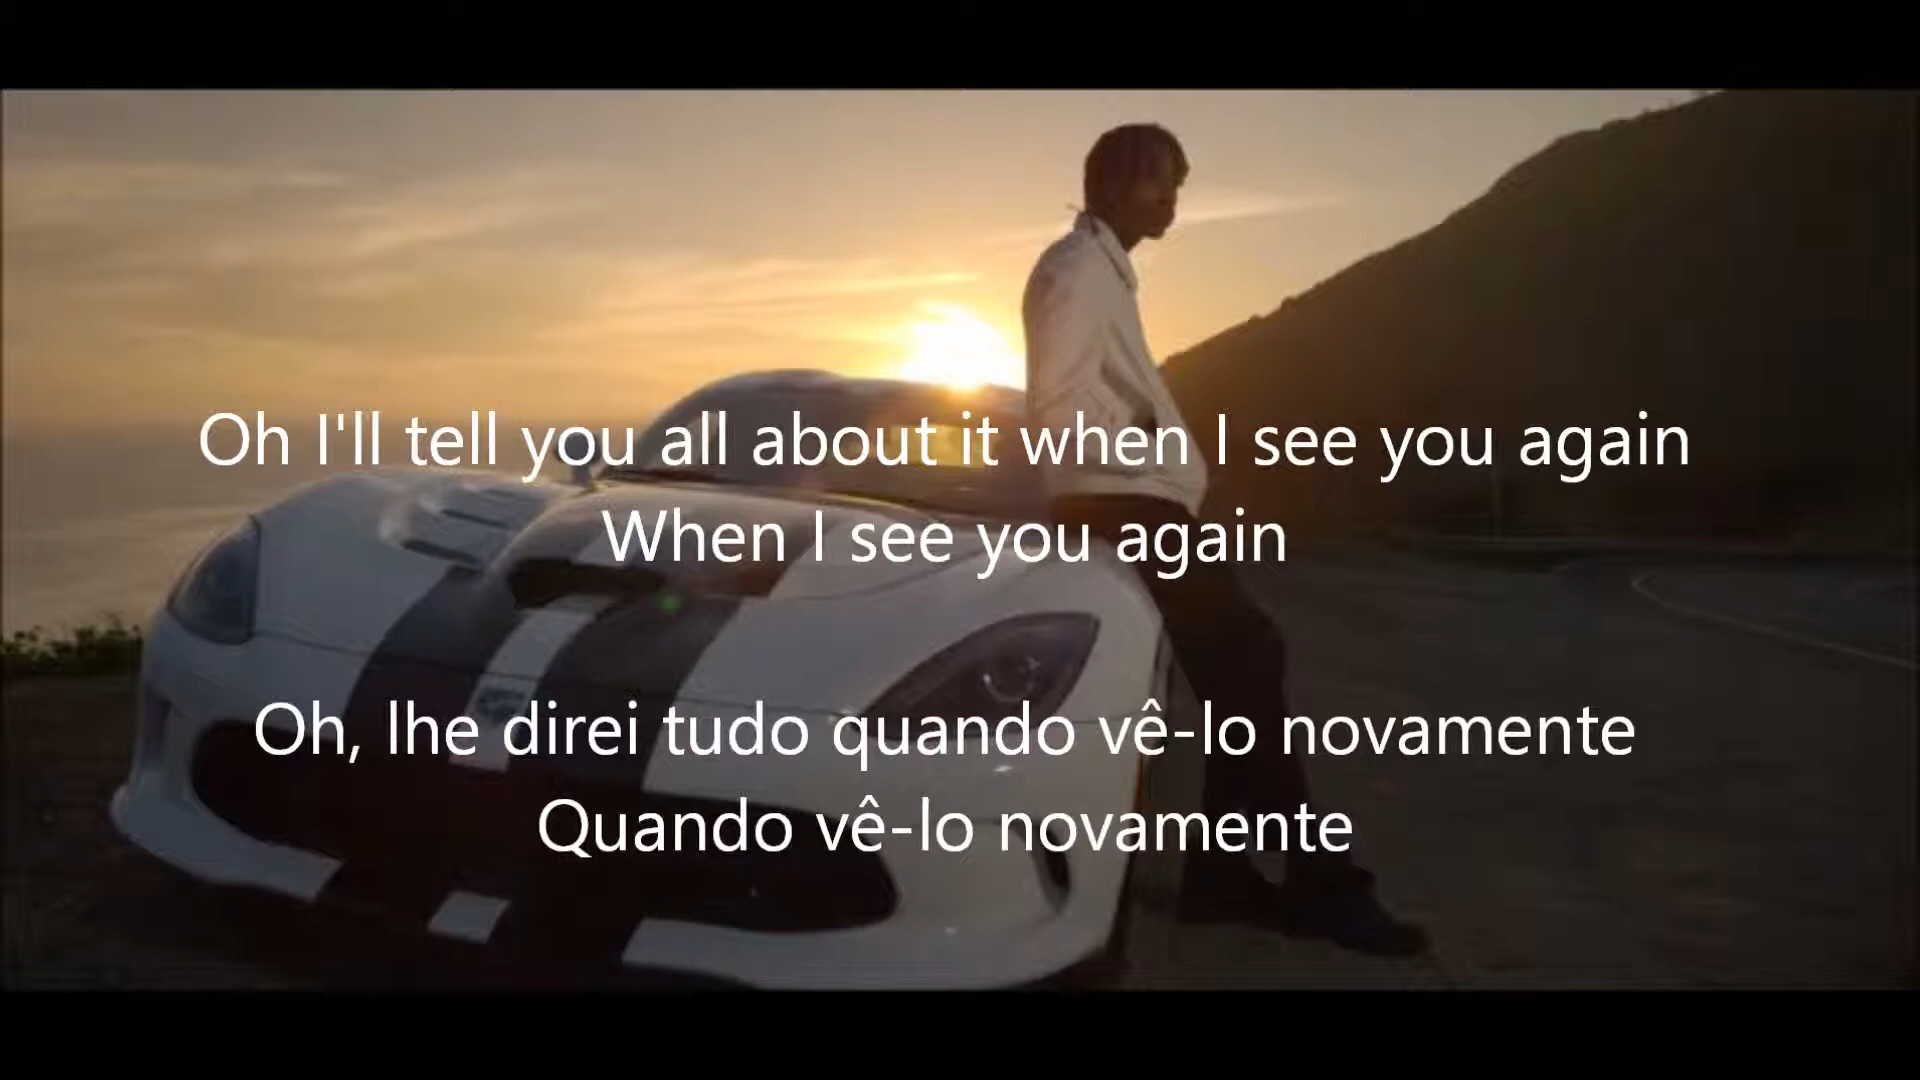 Oh I'll tell you all about it when I see you again
When I see you again
Oh, lhe direi tudo quando vê-lo novamente
Quando vê-lo novamente